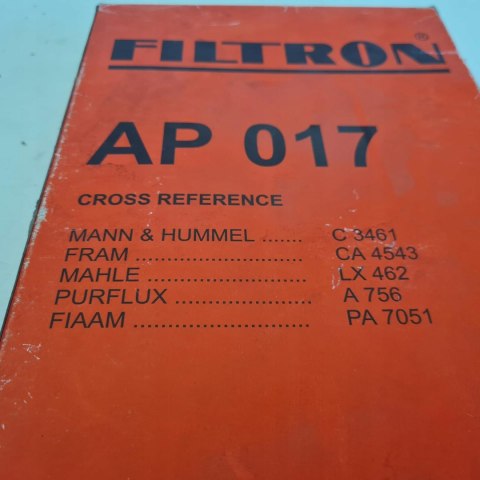 FILTRON®
AP 017
CROSS REFERENCE
MANN & HUMMEL ....... C 3461
FRAM ........................ CA 4543
MAHLE ....................... LX 462
PURFLUX ................... A 756
FIAAM ......................... PA 7051